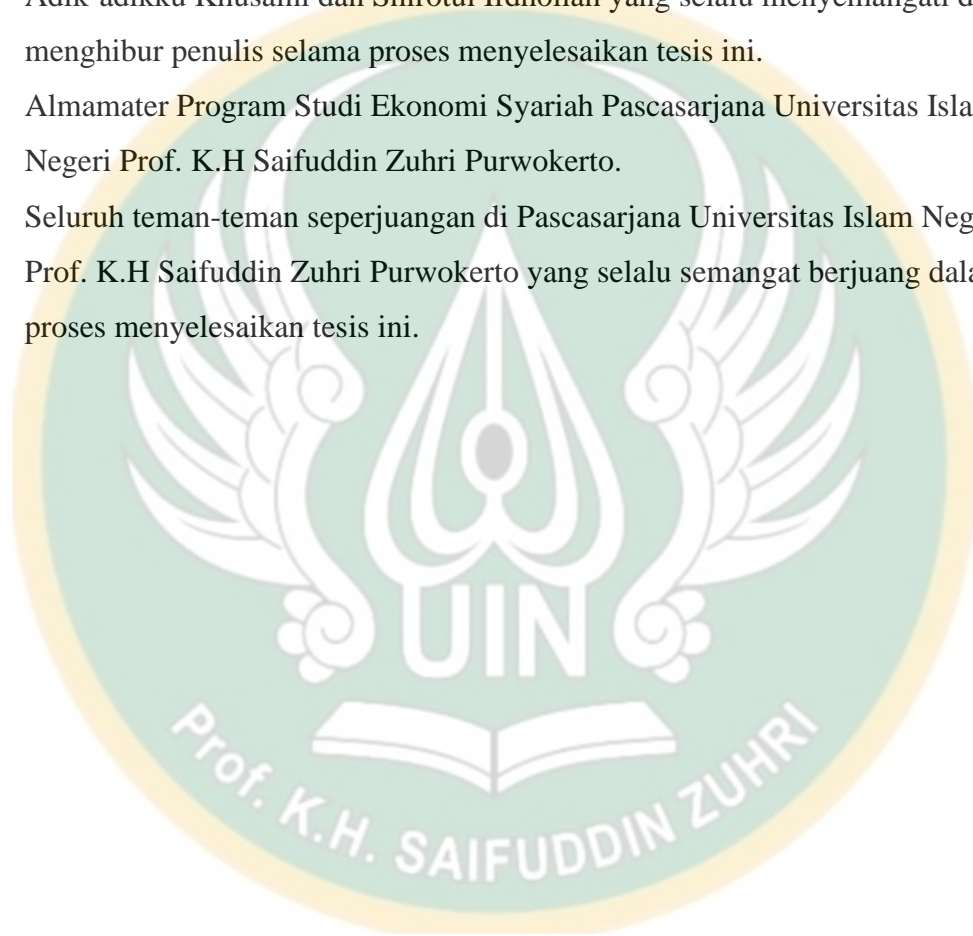 menghibur penulis selama proses menyelesaikan tesis ini.
Almamater Program Studi Ekonomi Syariah Pascasarjana Universitas Isla
Negeri Prof. K.H Saifuddin Zuhri Purwokerto.
Seluruh teman-teman seperjuangan di Pascasarjana Universitas Islam Neg
Prof. K.H Saifuddin Zuhri Purwokerto yang selalu semangat berjuang dala
proses menyelesaikan tesis ini.
UIN
Prof. K.H. SAIFUDDIN ZUHRI